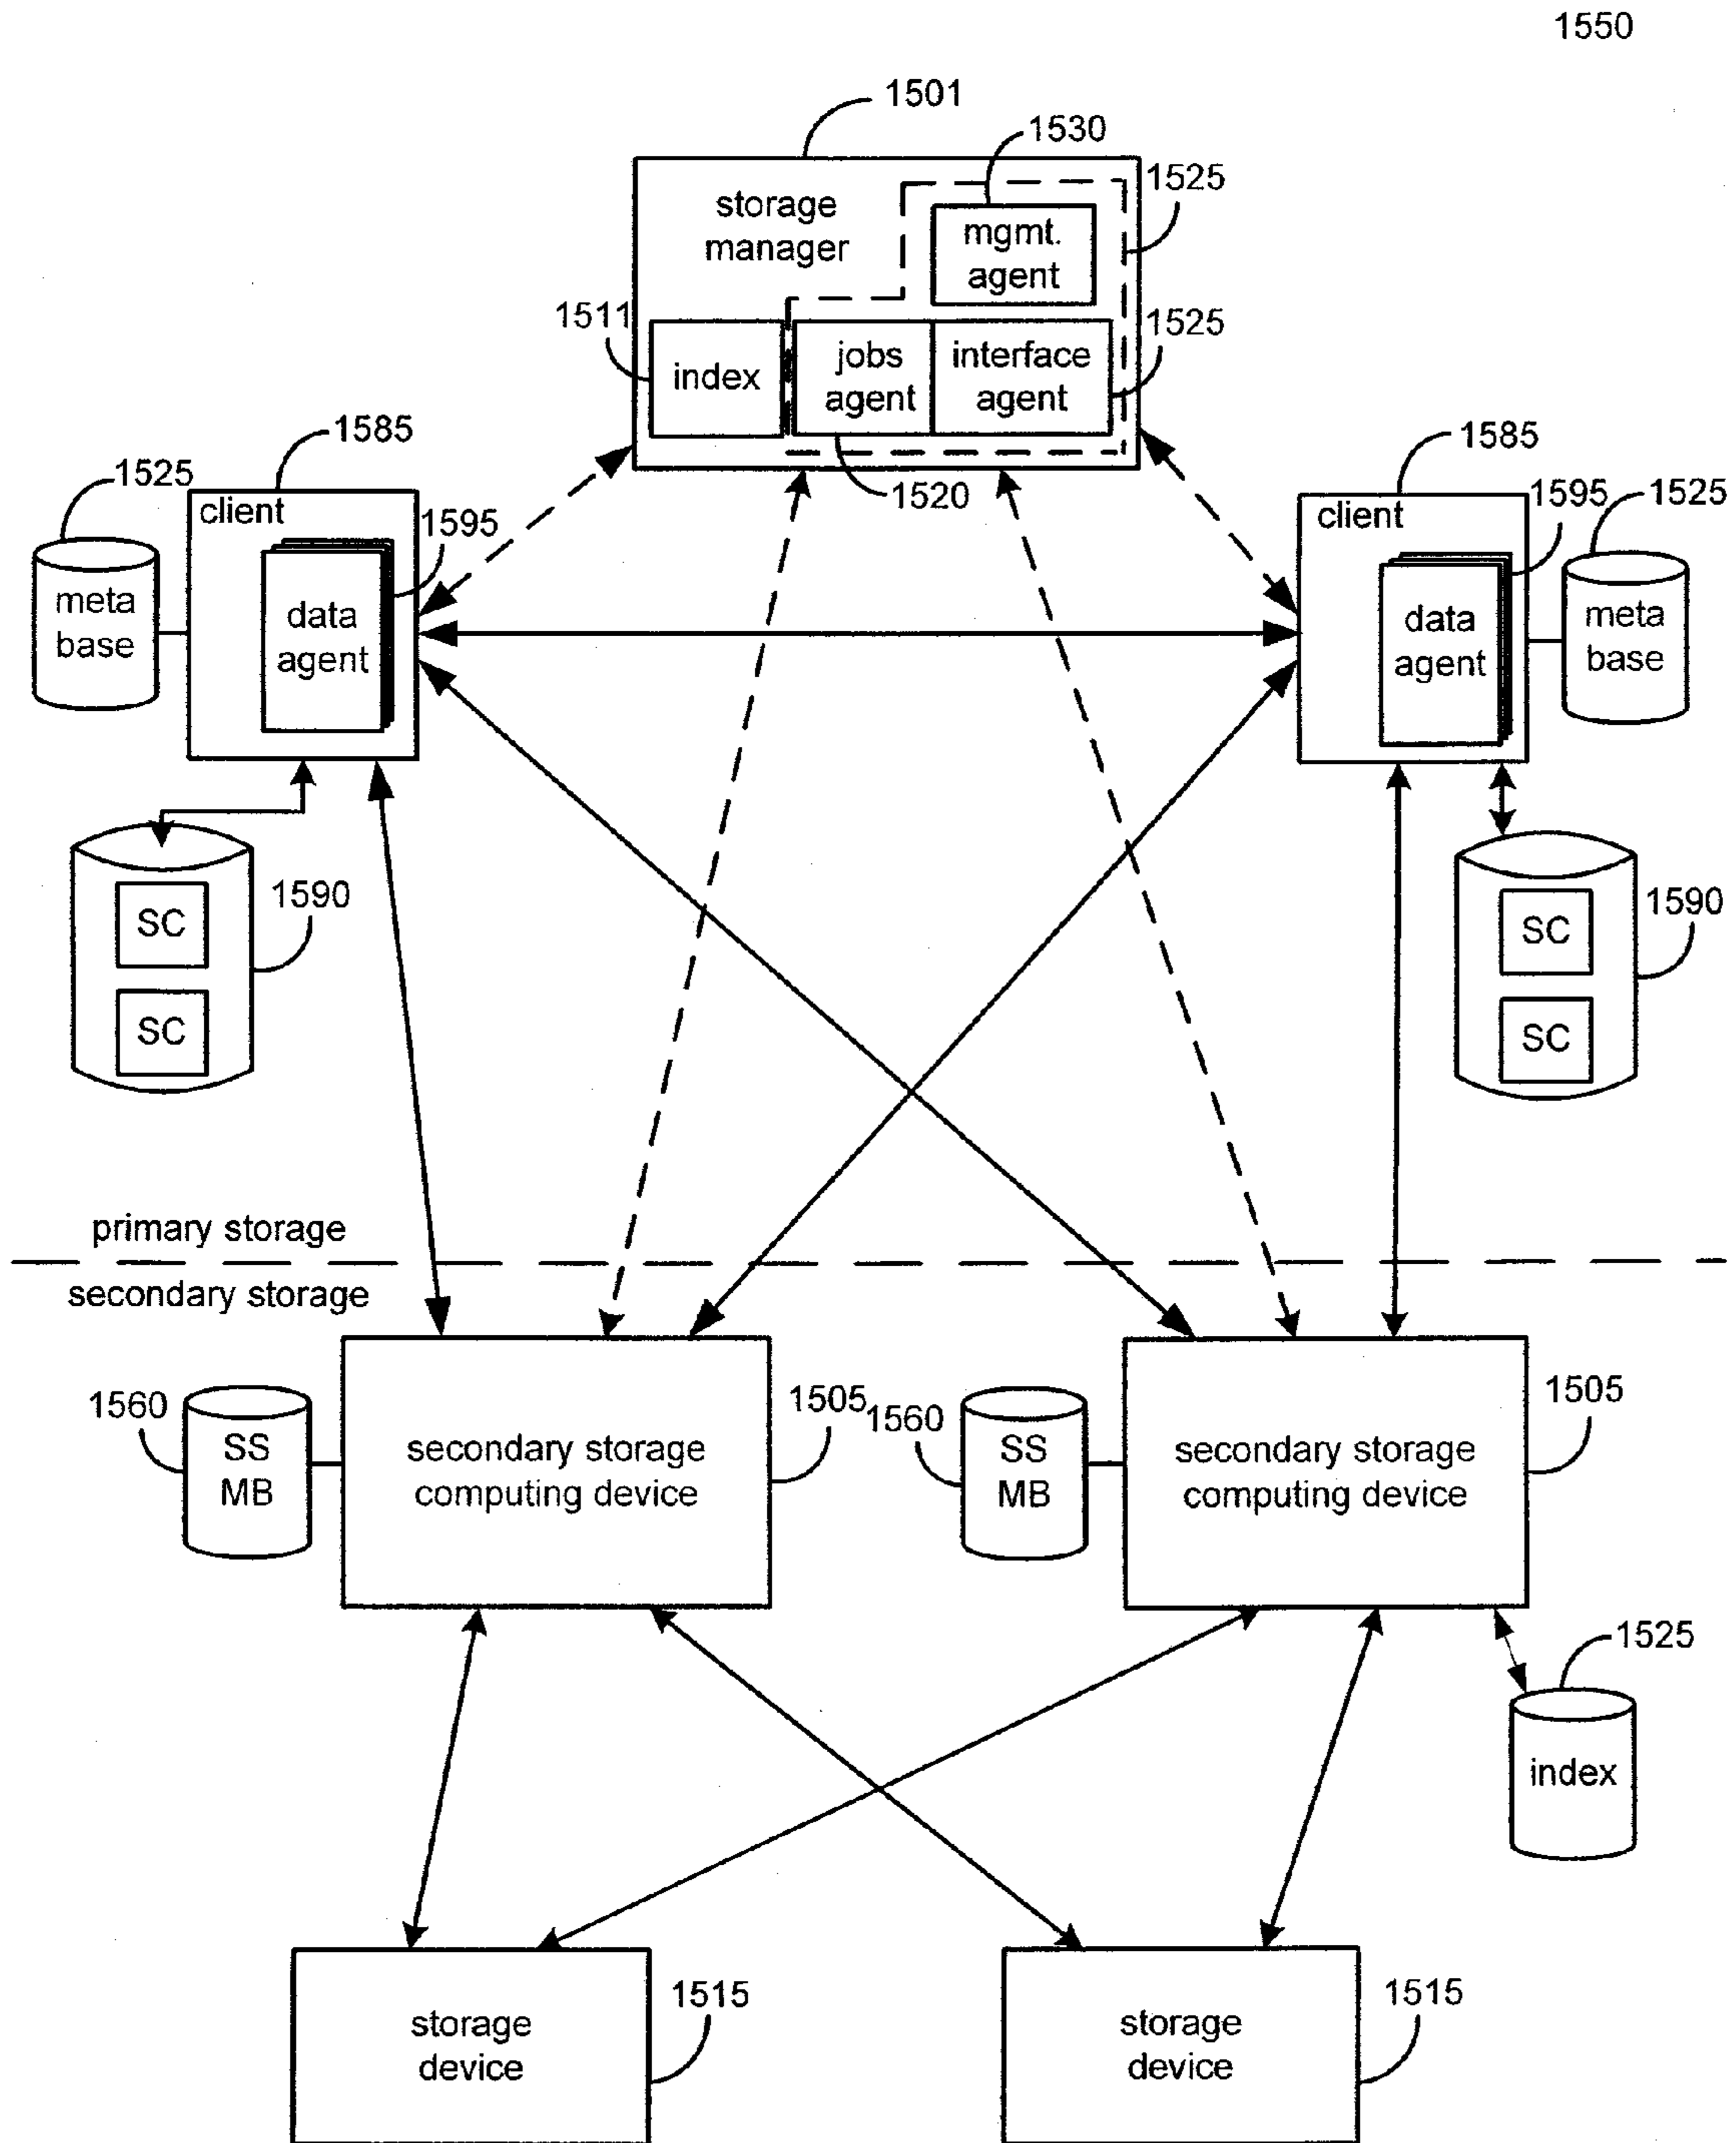 1550
1501
1530
1525
storage
manager
mgmt.
agent
1511
index
jobs
agent
interface
agent
1525
1520
1585
client
1525
1595
meta
base
data
agent
1585
client
1595
1525
data
agent
meta
base
1590
SC
SC
1590
SC
SC
primary storage
secondary storage
1560
SS
MB
secondary storage
computing device
1505
1560
SS
MB
secondary storage
computing device
1505
1525
index
storage
device
1515
storage
device
1515